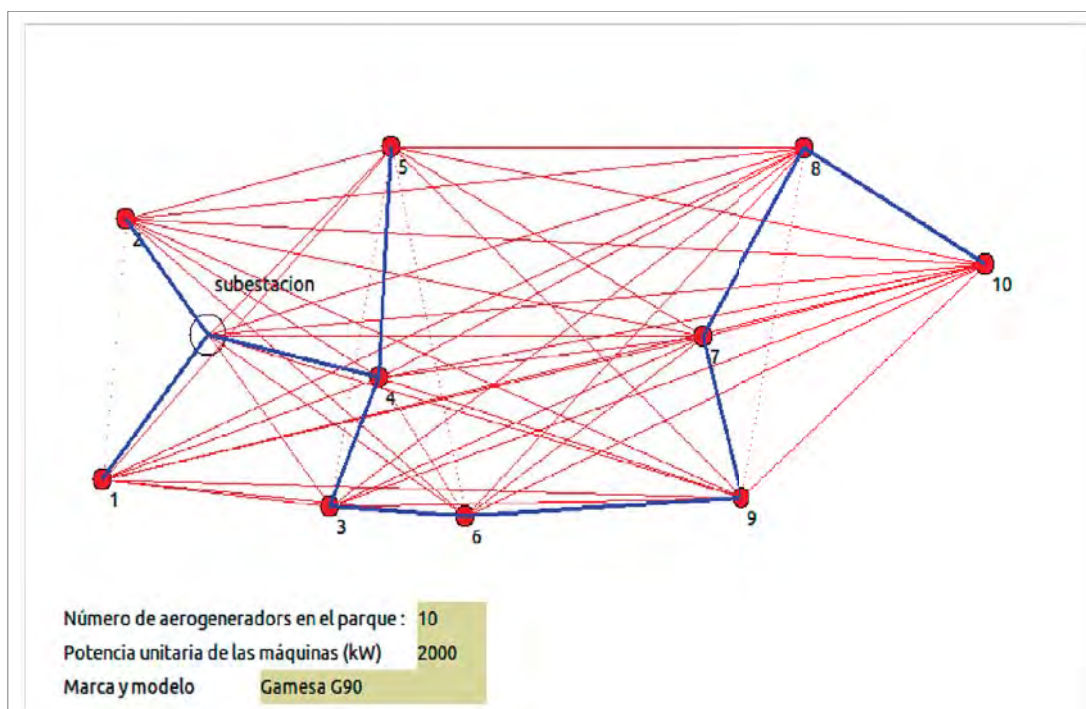 5
8
2
subestacion
10
7
4
1
3
6
9
Número de aerogeneradors en el parque : 10
Potencia unitaria de las máquinas (kW) 2000
Marca y modelo Gamesa G90